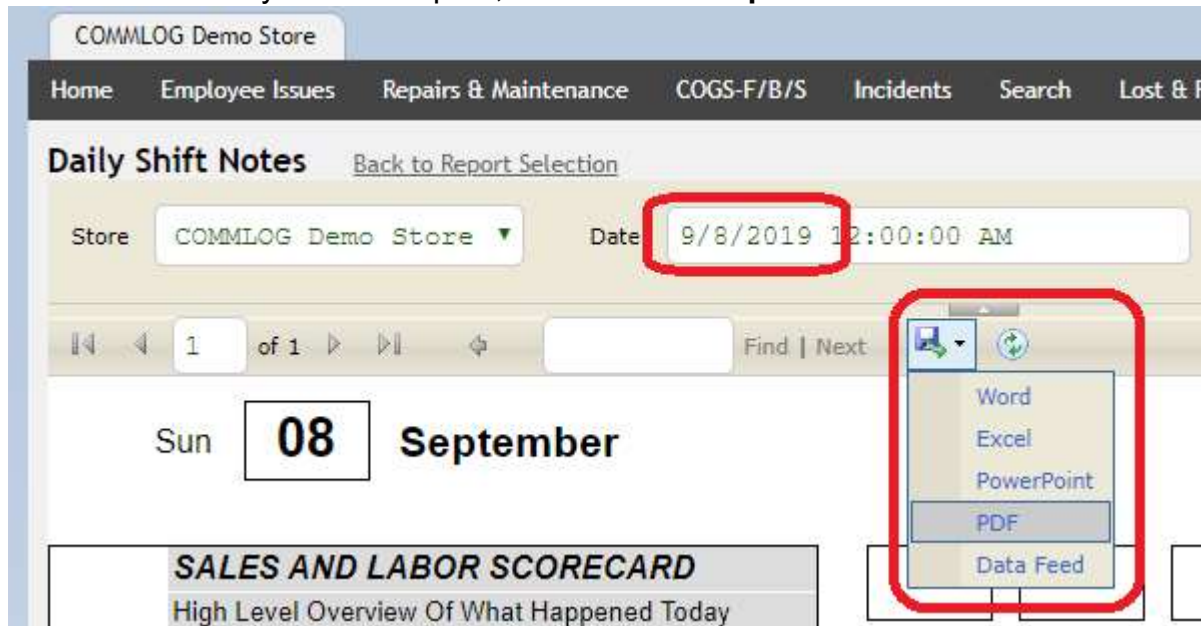 COMMLOG Demo Store
Home Employee Issues Repairs & Maintenance COGS-F/B/S Incidents Search Lost &
Daily Shift Notes Back to Report Selection
Store COMMLOG Demo Store Date 9/8/2019 12:00:00 AM
1 of 1 Find | Next
Word
Excel
PowerPoint
PDF
Data Feed
Sun 08 September
SALES AND LABOR SCORECARD
High Level Overview Of What Happened Today